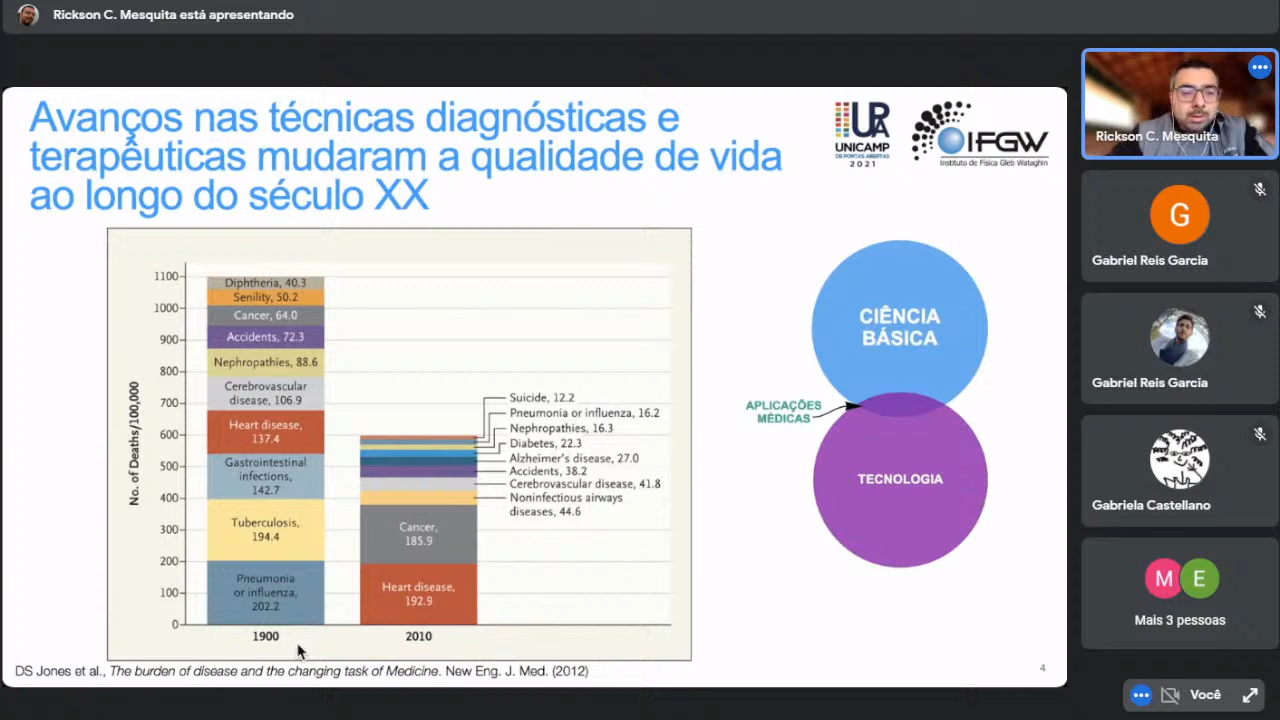 Rickson C. Mesquita está apresentando
Avanços nas técnicas diagnósticas e
terapêuticas mudaram a qualidade de vida
ao longo do século XX
UPA
UNICAMP
DE PORTAS ABERTAS
2021
IFGW
Instituto de Física Gleb Wataghin
No. of Deaths/100,000
1100
1000
900
800
700
600
500
400
300
200
100
0
Diphtheria, 40.3
Senility, 50.2
Cancer, 64.0
Accidents, 72.3
Nephropathies, 88.6
Cerebrovascular
disease, 106.9
Heart disease,
137.4
Gastrointestinal
infections,
142.7
Tuberculosis,
194.4
Pneumonia
or influenza,
202.2
1900
Suicide, 12.2
Pneumonia or influenza, 16.2
Nephropathies, 16.3
Diabetes, 22.3
Alzheimer's disease, 27.0
Accidents, 38.2
Cerebrovascular disease, 41.8
Noninfectious airways
diseases, 44.6
Cancer,
185.9
Heart disease,
192.9
2010
CIÊNCIA
BÁSICA
APLICAÇÕES
MÉDICAS
TECNOLOGIA
DS Jones et al., The burden of disease and the changing task of Medicine. New Eng. J. Med. (2012)
4
Rickson C. Mesquita
G
Gabriel Reis Garcia
Gabriel Reis Garcia
Gabriela Castellano
M
E
Mais 3 pessoas
Você